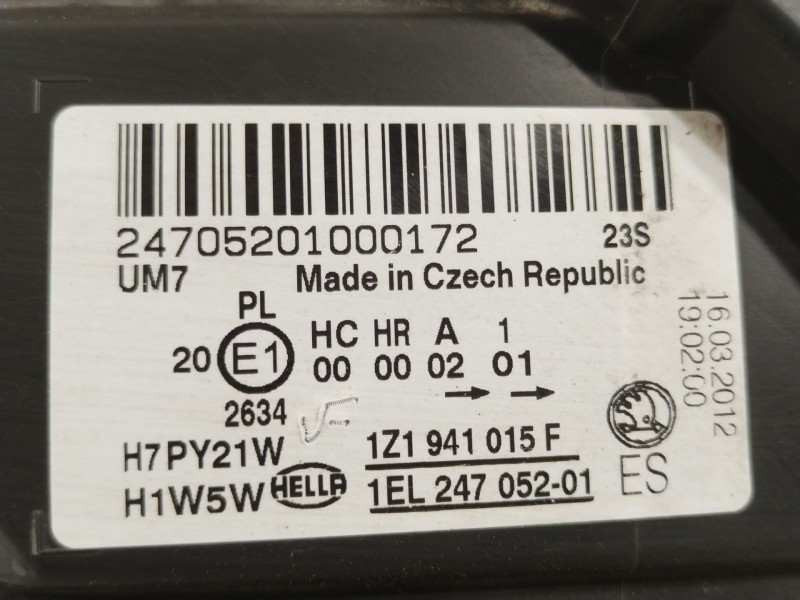 24705201000172 23S
UM7 Made in Czech Republic
PL
20 E1 HC HR A 1
00 00 02 01
2634
H7PY21W 1Z1 941 015 F
H1W5W HELLA 1EL 247 052-01
ES
16.03.2012
19:02:00